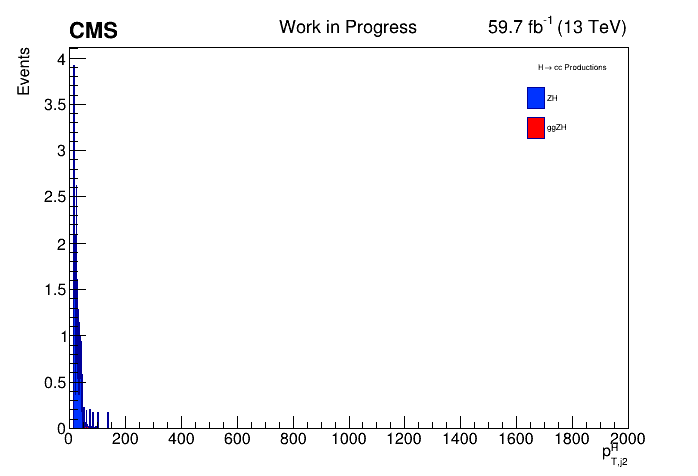 CMS Work in Progress 59.7 fb-1 (13 TeV)
Events
4
3.5
3
2.5
2
1.5
1
0.5
0
H → cc Productions
ZH
ggZH
0 200 400 600 800 1000 1200 1400 1600 1800 2000
p^H_T,j2